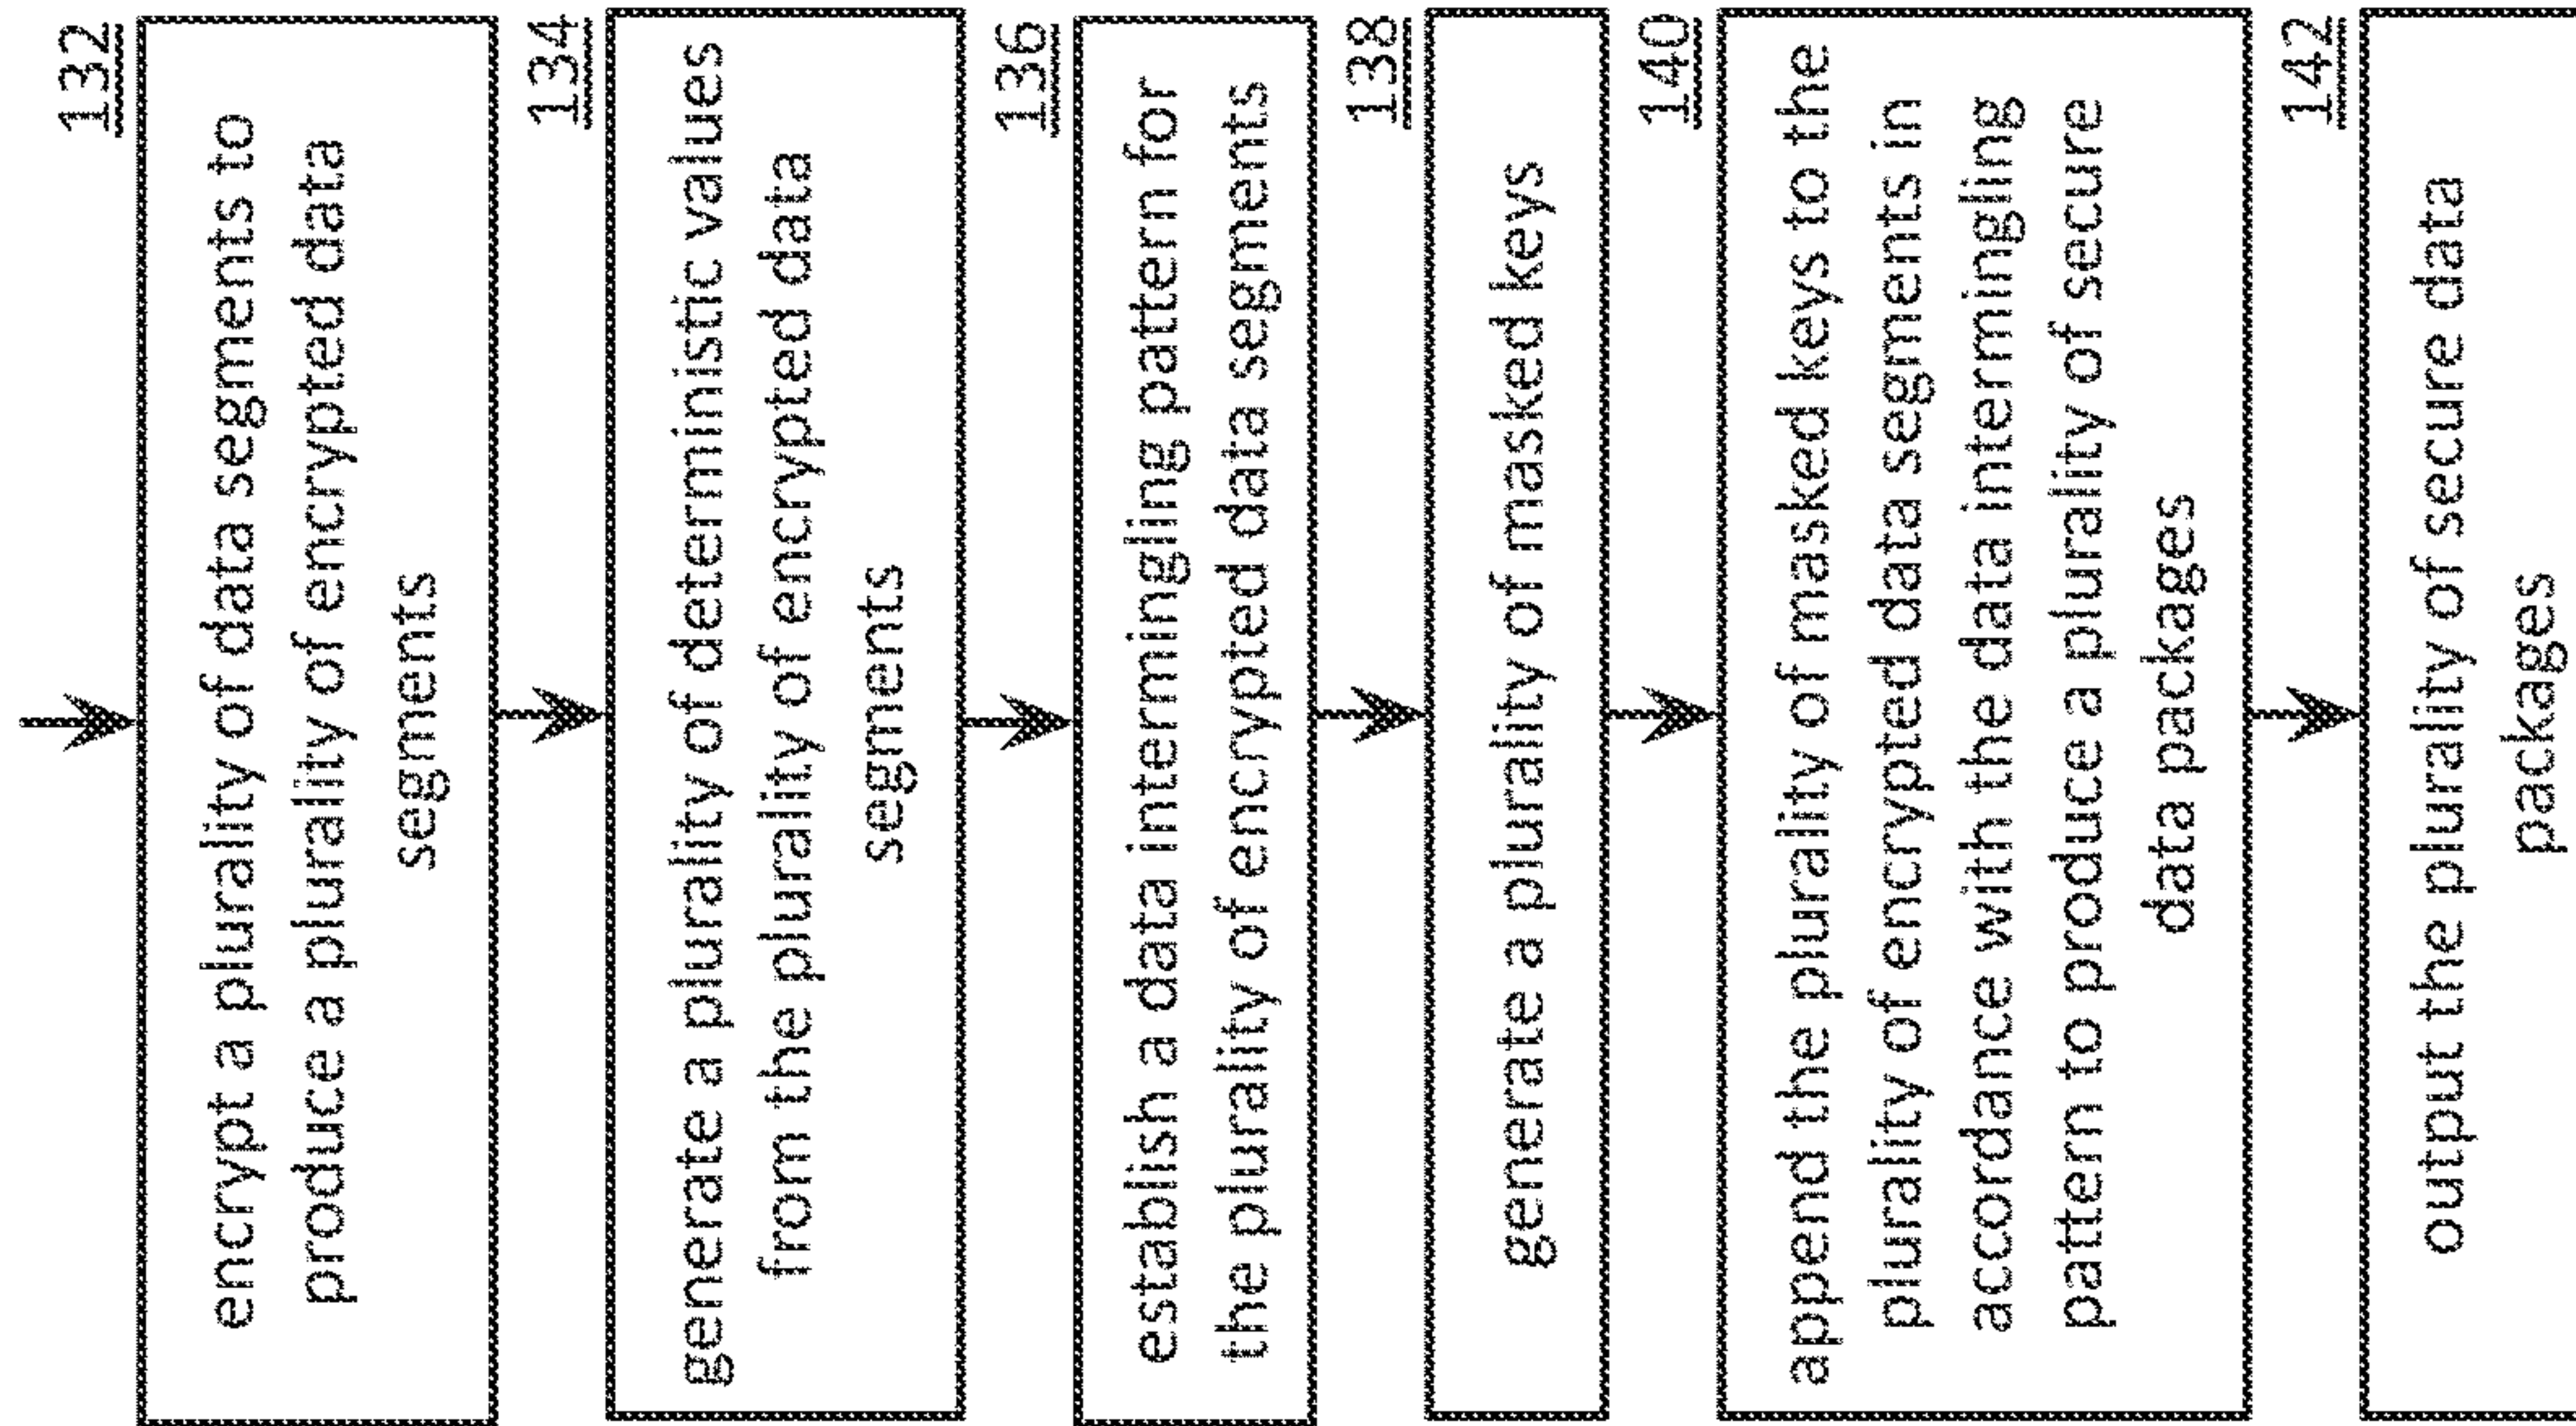 132
encrypt a plurality of data segments to
produce a plurality of encrypted data
segments
134
generate a plurality of deterministic values
from the plurality of encrypted data
segments
136
establish a data intermingling pattern for
the plurality of encrypted data segments
138
generate a plurality of masked keys
140
append the plurality of masked keys to the
plurality of encrypted data segments in
accordance with the data intermingling
pattern to produce a plurality of secure
data packages
142
output the plurality of secure data
packages